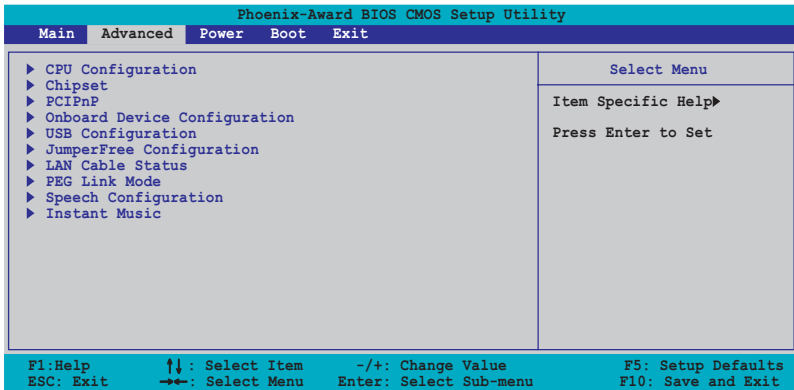 Phoenix-Award BIOS CMOS Setup Utility
Main Advanced Power Boot Exit
CPU Configuration
Chipset
PCIPnP
Onboard Device Configuration
USB Configuration
JumperFree Configuration
LAN Cable Status
PEG Link Mode
Speech Configuration
Instant Music
Select Menu
Item Specific Help
Press Enter to Set
F1:Help ↑↓: Select Item -/+: Change Value F5: Setup Defaults
ESC: Exit →←: Select Menu Enter: Select Sub-menu F10: Save and Exit